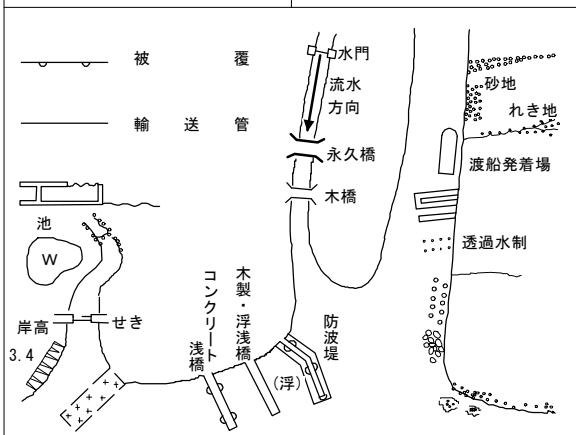 被覆
輸送管
水門
流水
方向
永久橋
木橋
砂地
れき地
渡船発着場
透過水制
池
W
岸高
3.4
せき
コンクリート
浅橋
木製・浮浅橋
防波堤
(浮)